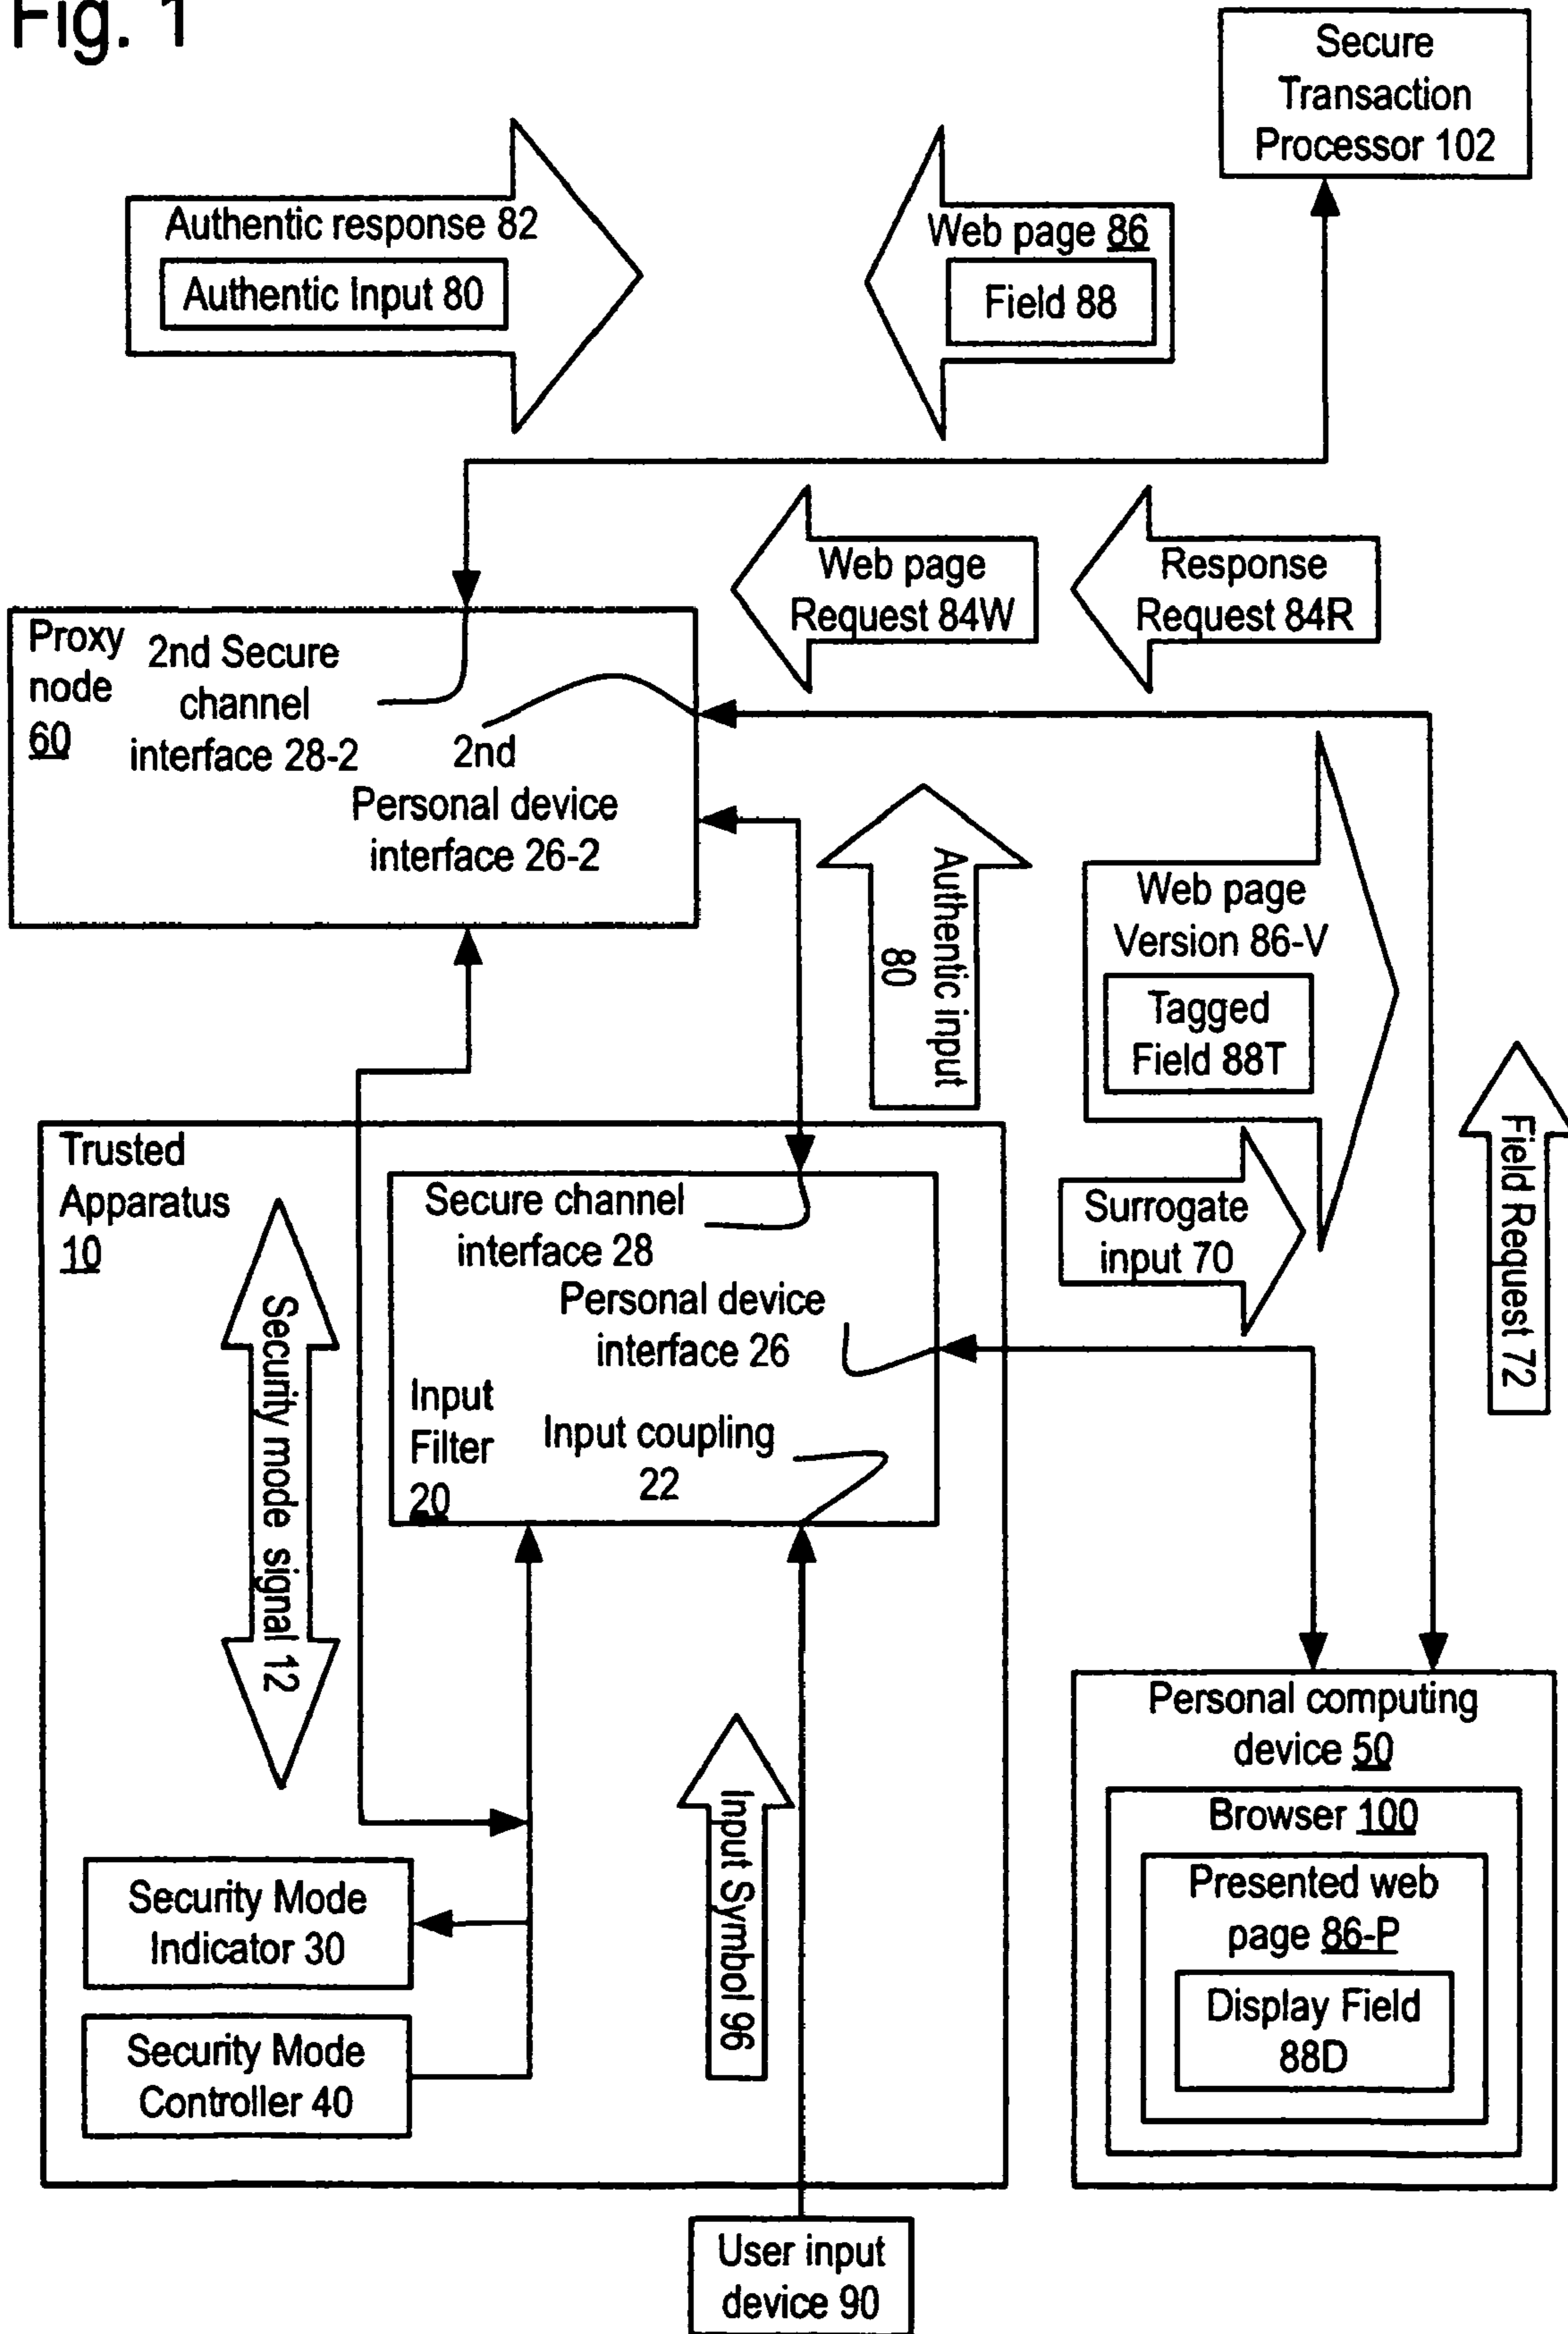 Fig. 1
Secure
Transaction
Processor 102
Authentic response 82
Authentic Input 80
Web page 86
Field 88
Web page
Request 84W
Response
Request 84R
Proxy
node
60
2nd Secure
channel
interface 28-2
2nd
Personal device
interface 26-2
Authentic input
80
Web page
Version 86-V
Tagged
Field 88T
Surrogate
input 70
Field Request 72
Trusted
Apparatus
10
Security mode signal 12
Secure channel
interface 28
Personal device
interface 26
Input
Filter
20
Input coupling
22
Input Symbol 96
Security Mode
Indicator 30
Security Mode
Controller 40
Personal computing
device 50
Browser 100
Presented web
page 86-P
Display Field
88D
User input
device 90